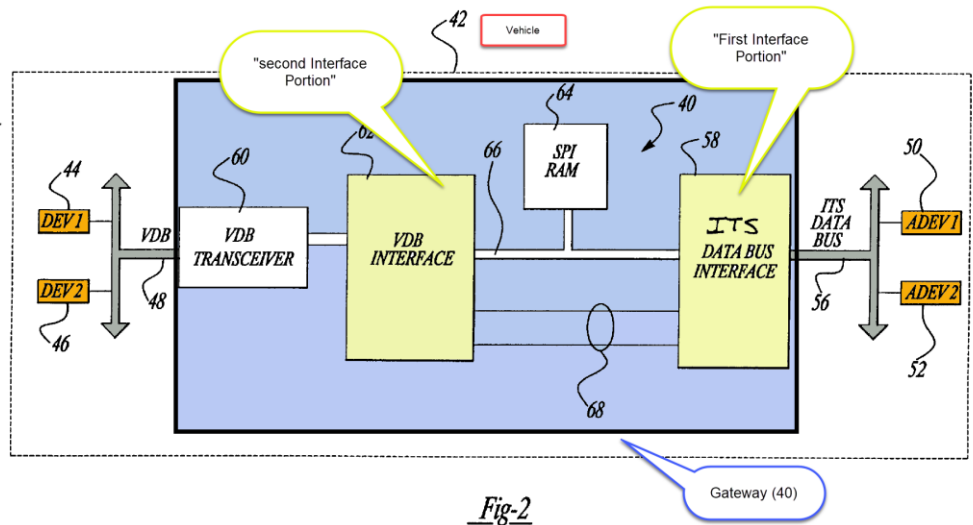 42
Vehicle
"second Interface
Portion"
"First Interface
Portion"
64
40
62
SPI
RAM
66
58
44
60
50
DEV 1
VDB
VDB
TRANSCEIVER
VDB
INTERFACE
ITS
DATA BUS
INTERFACE
ITS
DATA
BUS
ADEV 1
DEV 2
48
56
ADEV 2
46
68
52
Gateway (40)
Fig-2